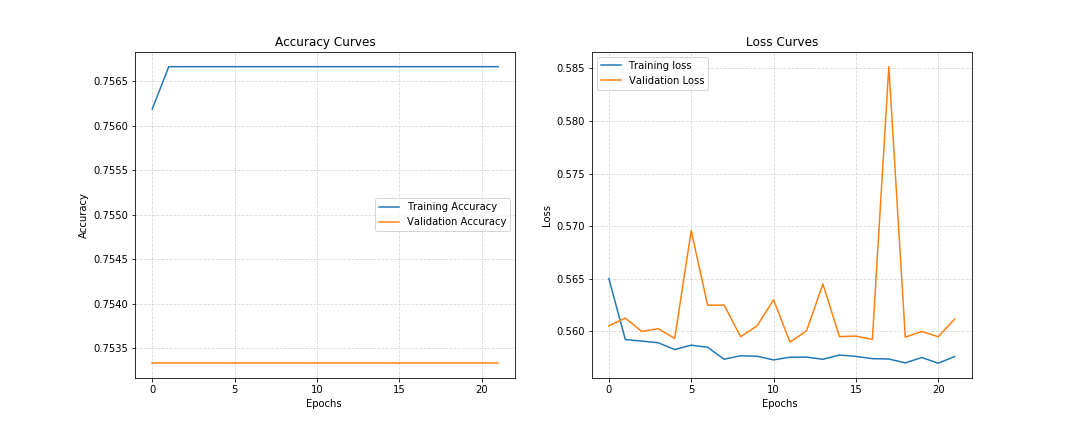 Accuracy Curves
0.7565
0.7560
0.7555
0.7550
0.7545
0.7540
0.7535
Accuracy
Training Accuracy
Validation Accuracy
0 5 10 15 20
Epochs
Loss Curves
0.585
0.580
0.575
0.570
0.565
0.560
Loss
Training loss
Validation Loss
0 5 10 15 20
Epochs